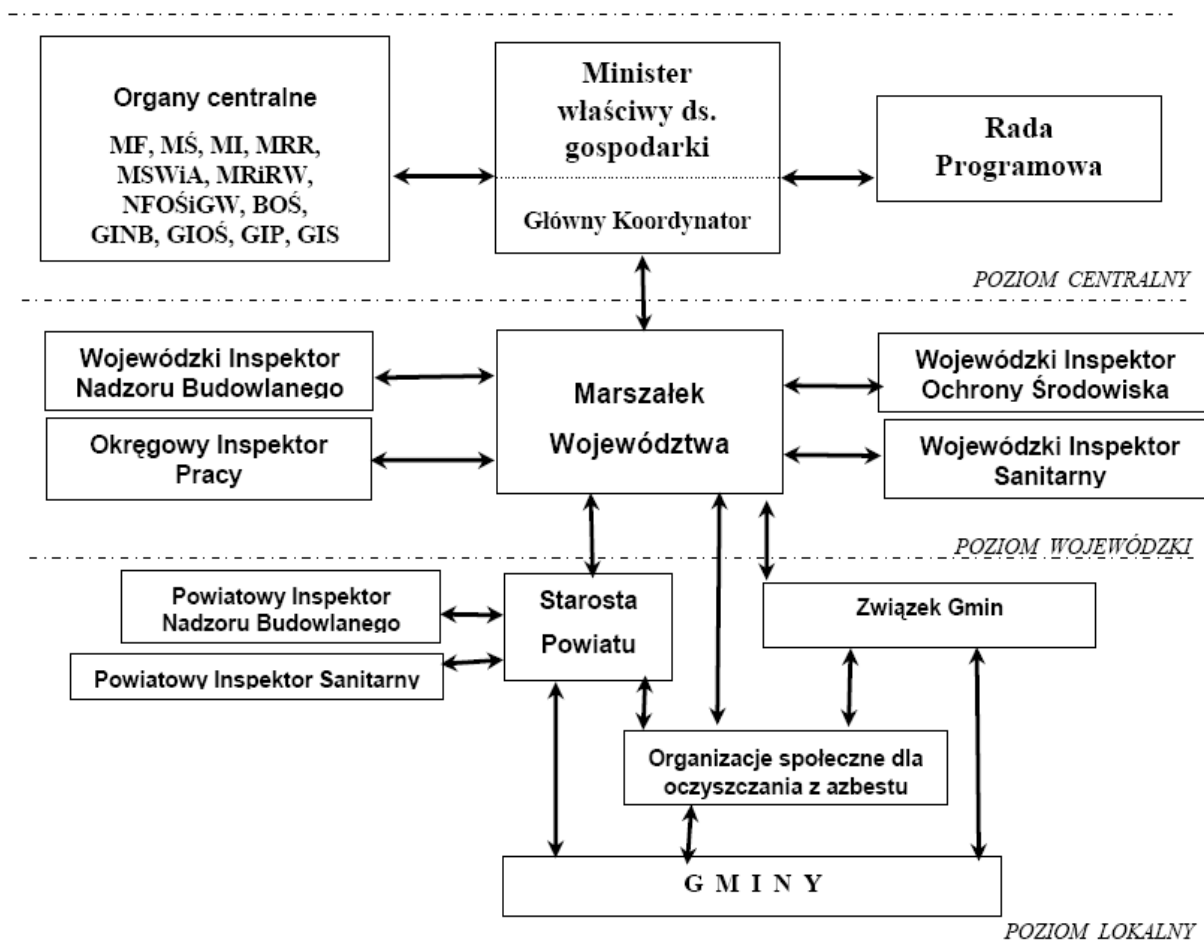 Organy centralne
MF, MŚ, MI, MRR,
MSWiA, MRiRW,
NFOŚiGW, BOŚ,
GINB, GIOŚ, GIP, GIS
Minister
właściwy ds.
gospodarki
Główny Koordynator
Rada
Programowa
POZIOM CENTRALNY
Wojewódzki Inspektor
Nadzoru Budowlanego
Okręgowy Inspektor
Pracy
Marszałek
Województwa
Wojewódzki Inspektor
Ochrony Środowiska
Wojewódzki Inspektor
Sanitarny
POZIOM WOJEWÓDZKI
Powiatowy Inspektor
Nadzoru Budowlanego
Powiatowy Inspektor Sanitarny
Starosta
Powiatu
Związek Gmin
Organizacje społeczne dla
oczyszczania z azbestu
G M I N Y
POZIOM LOKALNY